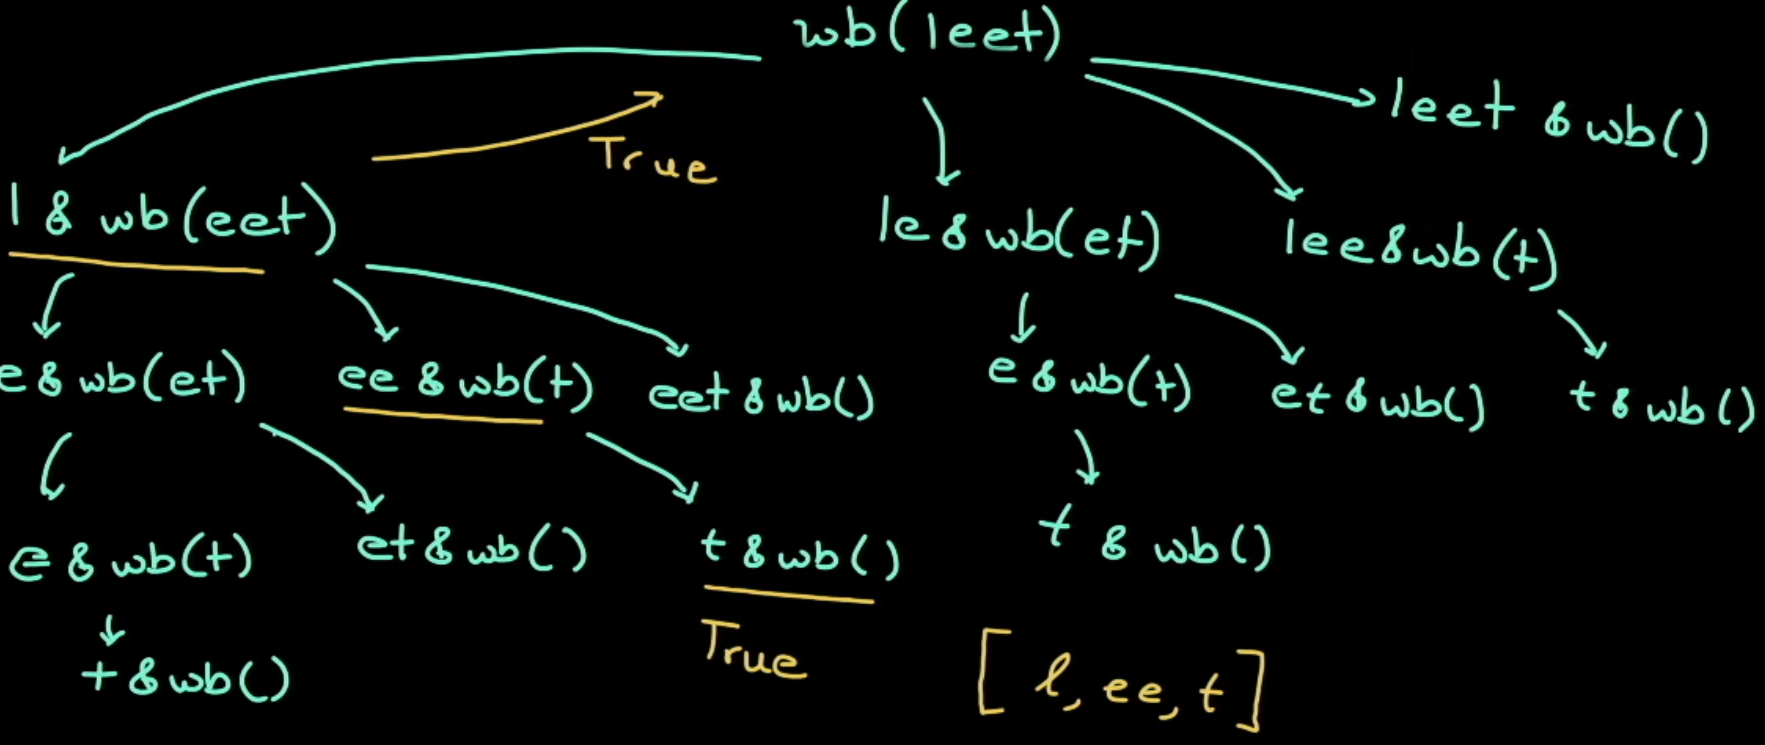 wb(leet)
leet & wb()
True
l & wb(eet)
le & wb(et)
lee & wb(t)
e & wb(et)
ee & wb(t)
eet & wb()
e & wb(t)
et & wb()
t & wb()
e & wb(t)
et & wb()
t & wb()
t & wb()
True
t & wb()
[l, ee, t]